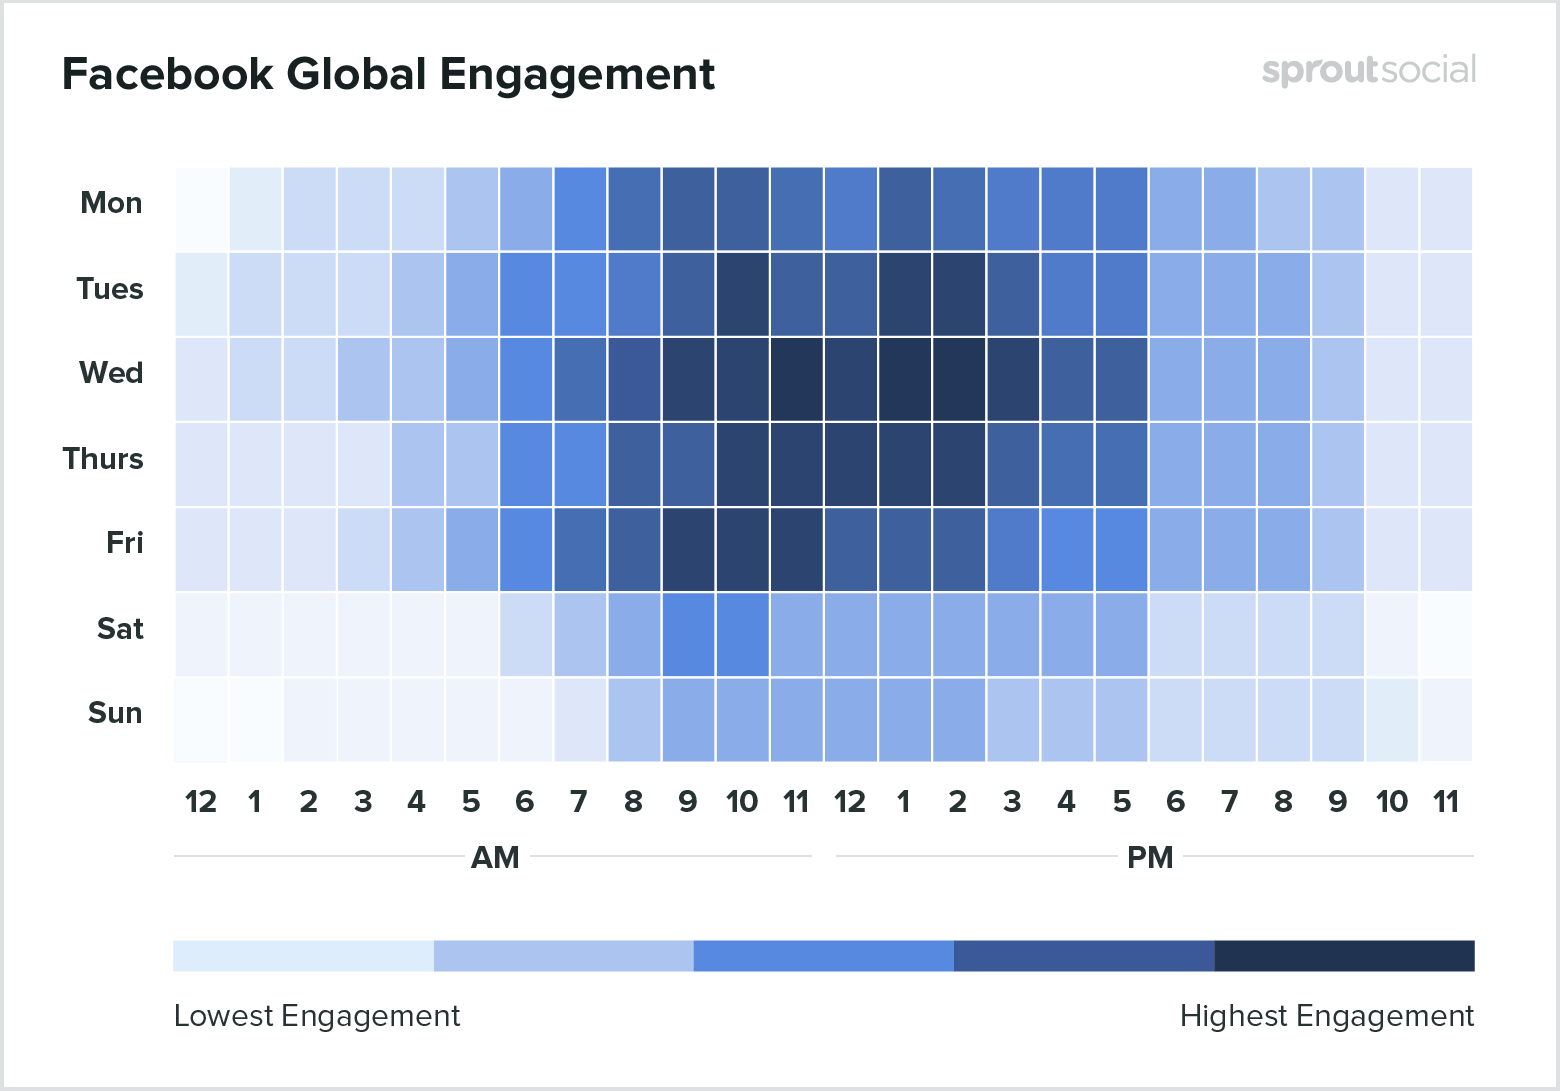 Facebook Global Engagement
sproutsocial
Mon
Tues
Wed
Thurs
Fri
Sat
Sun
12 1 2 3 4 5 6 7 8 9 10 11 12 1 2 3 4 5 6 7 8 9 10 11
AM PM
Lowest Engagement Highest Engagement